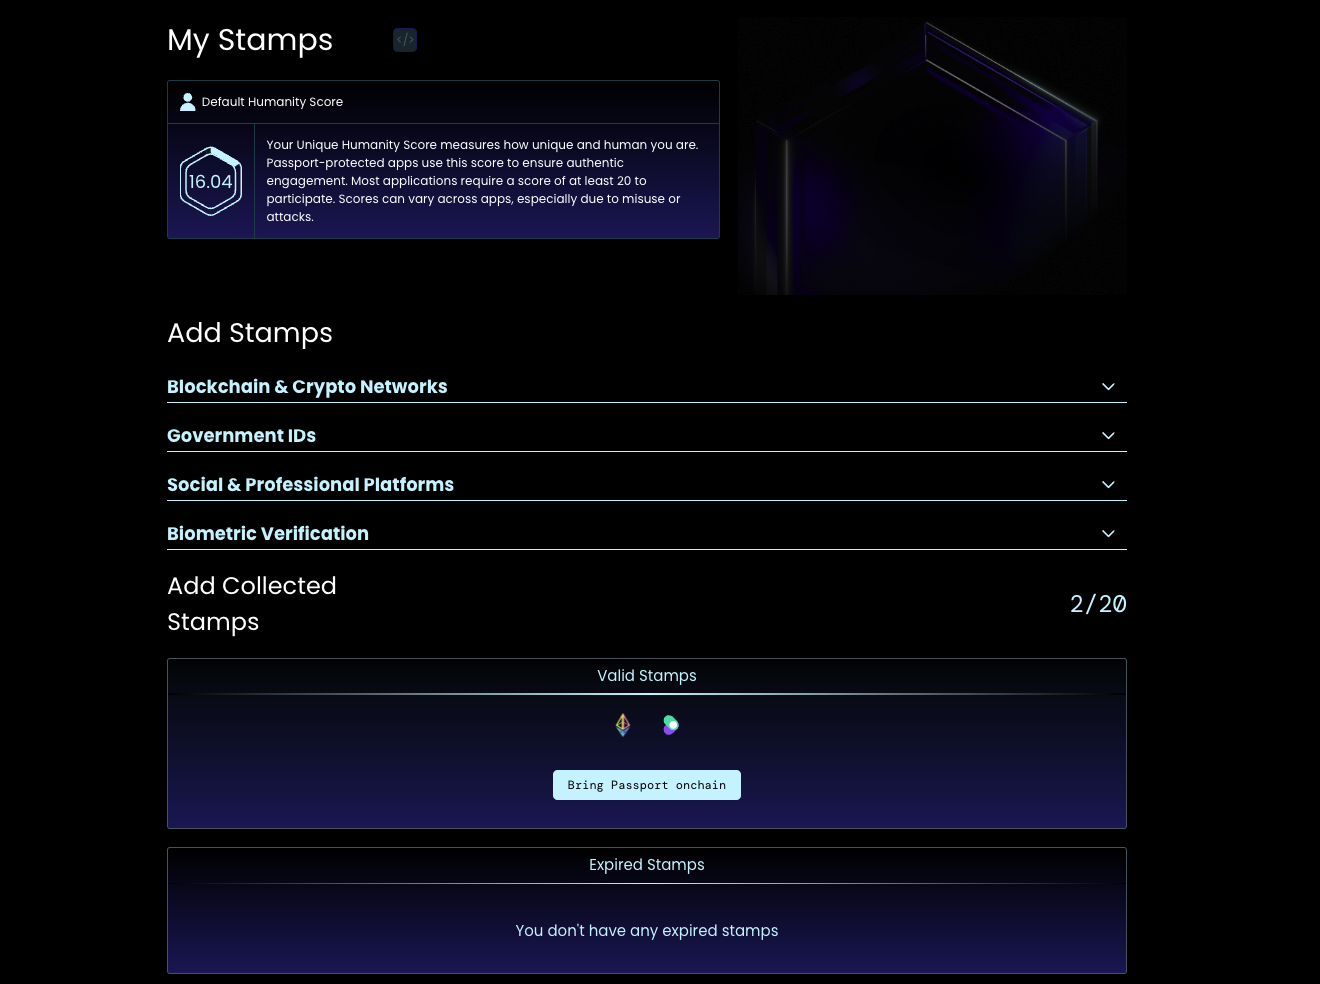 My Stamps
</>
Default Humanity Score
16.04
Your Unique Humanity Score measures how unique and human you are.
Passport-protected apps use this score to ensure authentic
engagement. Most applications require a score of at least 20 to
participate. Scores can vary across apps, especially due to misuse or
attacks.
Add Stamps
Blockchain & Crypto Networks
Government IDs
Social & Professional Platforms
Biometric Verification
Add Collected
Stamps
2/20
Valid Stamps
Bring Passport onchain
Expired Stamps
You don't have any expired stamps